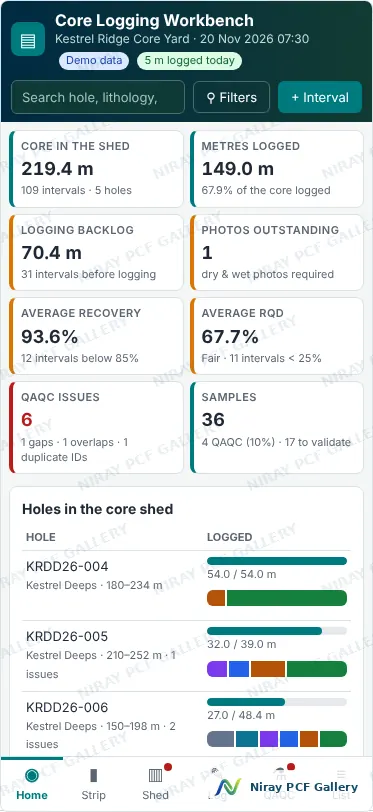 Core Logging Workbench
Kestrel Ridge Core Yard · 20 Nov 2026 07:30
Demo data
5 m logged today
Search hole, lithology,
Filters
+ Interval
CORE IN THE SHED
219.4 m
109 intervals · 5 holes
METRES LOGGED
149.0 m
67.9% of the core logged
LOGGING BACKLOG
70.4 m
31 intervals before logging
PHOTOS OUTSTANDING
1
dry & wet photos required
AVERAGE RECOVERY
93.6%
12 intervals below 85%
AVERAGE RQD
67.7%
Fair · 11 intervals < 25%
QAQC ISSUES
6
1 gaps · 1 overlaps · 1
duplicate IDs
SAMPLES
36
4 QAQC (10%) · 17 to validate
Holes in the core shed
HOLE
LOGGED
KRDD26-004
Kestrel Deeps · 180–234 m
54.0 / 54.0 m
KRDD26-005
Kestrel Deeps · 210–252 m · 1
issues
32.0 / 39.0 m
KRDD26-006
Kestrel Deeps · 150–198 m · 2
issues
27.0 / 48.4 m
Home
Strip
Shed
QAQC
List
Niray PCF Gallery
NIRAY PCF GALLERY